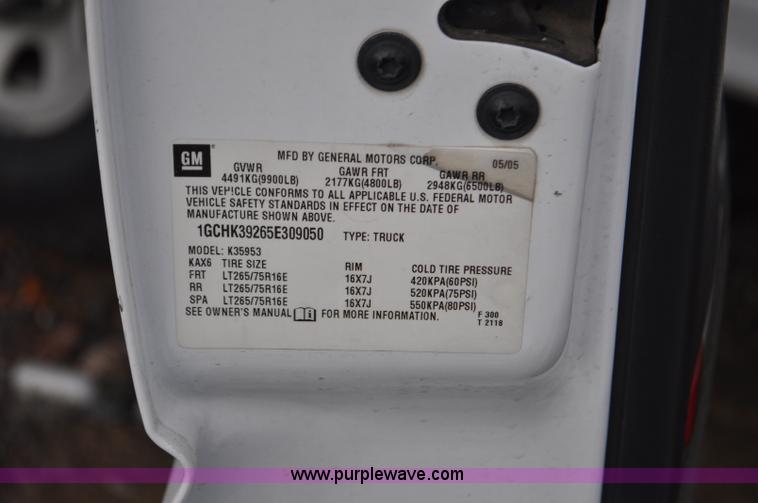 GM
MFD BY GENERAL MOTORS CORP. 05/05
GVWR GAWR FRT GAWR RR
4491KG(9900LB) 2177KG(4800LB) 2948KG(6500LB)
THIS VEHICLE CONFORMS TO ALL APPLICABLE U.S. FEDERAL MOTOR
VEHICLE SAFETY STANDARDS IN EFFECT ON THE DATE OF
MANUFACTURE SHOWN ABOVE.
1GCHK39265E309050 TYPE: TRUCK
MODEL: K35953
KAX6 TIRE SIZE RIM COLD TIRE PRESSURE
FRT LT265/75R16E 16X7J 420KPA(60PSI)
RR LT265/75R16E 16X7J 520KPA(75PSI)
SPA LT265/75R16E 16X7J 550KPA(80PSI)
SEE OWNER'S MANUAL FOR MORE INFORMATION.
F 300
T 2118
www.purplewave.com